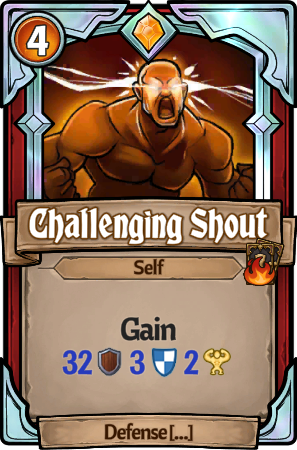 4
Challenging Shout
Self
Gain
32 3 2
Defense[...]